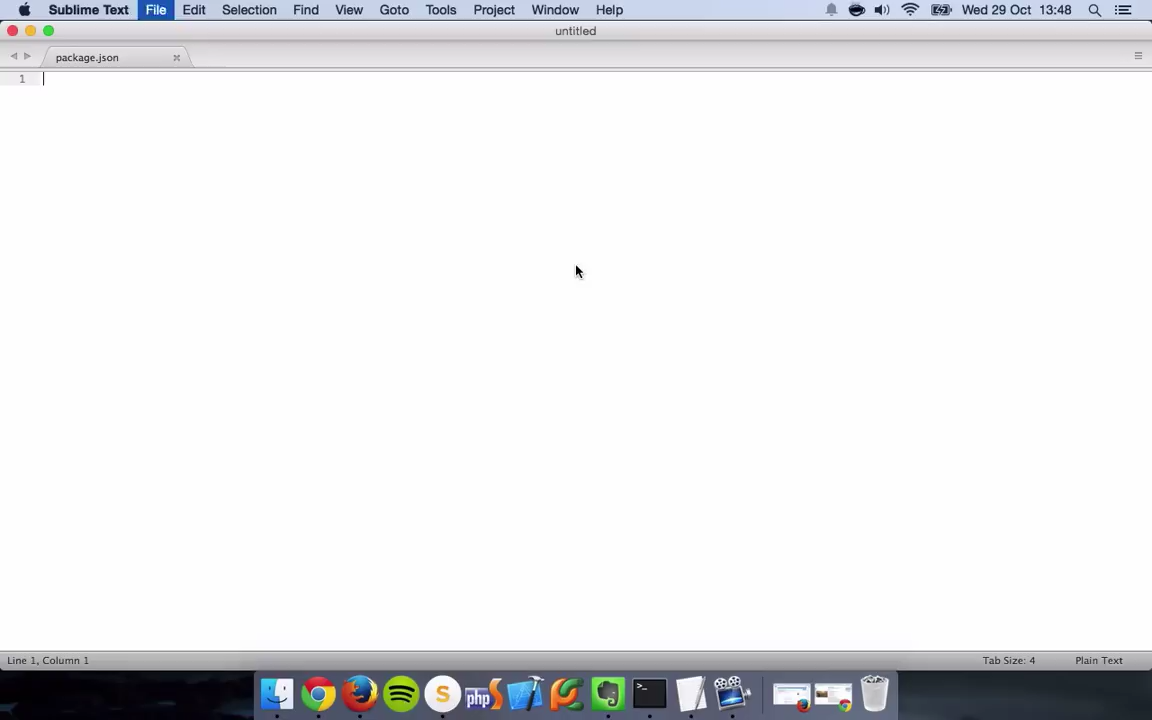 Sublime Text File Edit Selection Find View Goto Tools Project Window Help Wed 29 Oct 13:48
untitled
package.json
1
Line 1, Column 1 Tab Size: 4 Plain Text
S php >_